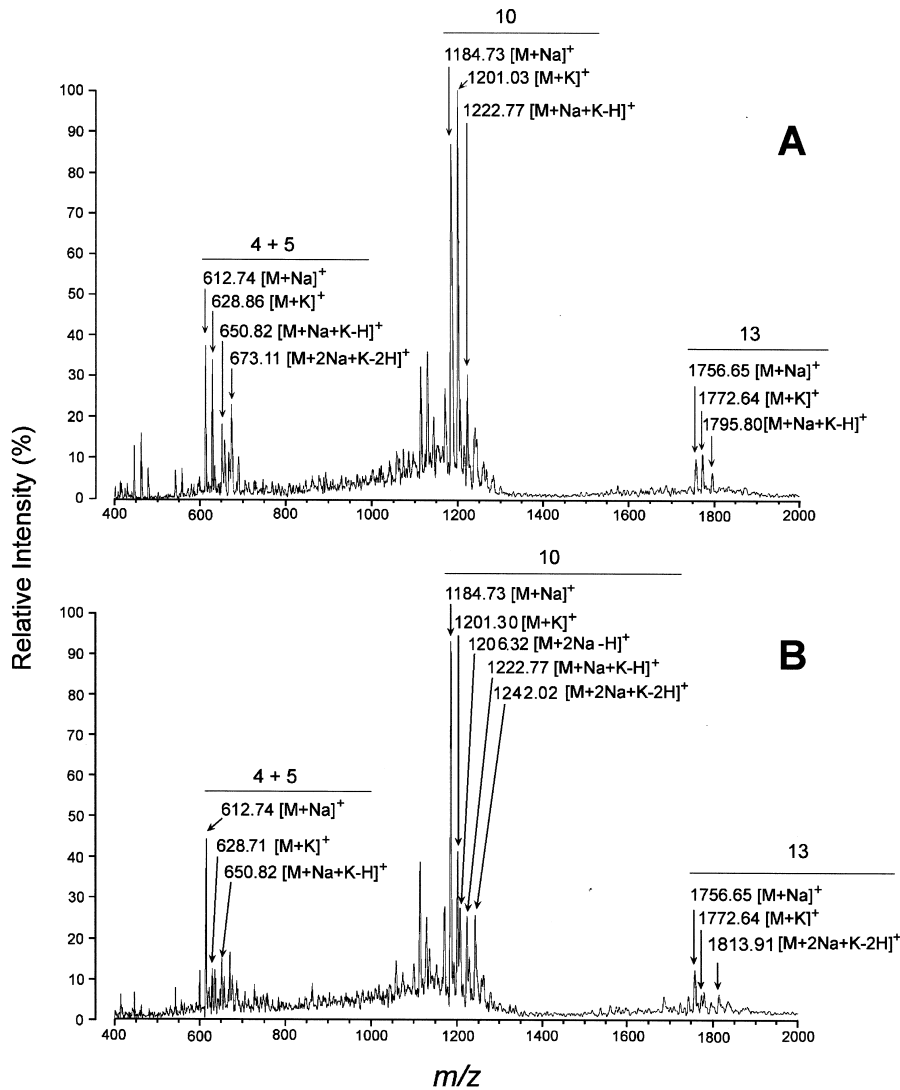 10
1184.73 [M+Na]+
1201.03 [M+K]+
1222.77 [M+Na+K-H]+
A
4 + 5
612.74 [M+Na]+
628.86 [M+K]+
650.82 [M+Na+K-H]+
673.11 [M+2Na+K-2H]+
13
1756.65 [M+Na]+
1772.64 [M+K]+
1795.80[M+Na+K-H]+
100
90
80
70
60
50
40
30
20
10
0
400 600 800 1000 1200 1400 1600 1800 2000
Relative Intensity (%)
10
1184.73 [M+Na]+
1201.30 [M+K]+
1206.32 [M+2Na-H]+
1222.77 [M+Na+K-H]+
1242.02 [M+2Na+K-2H]+
B
4 + 5
612.74 [M+Na]+
628.71 [M+K]+
650.82 [M+Na+K-H]+
13
1756.65 [M+Na]+
1772.64 [M+K]+
1813.91 [M+2Na+K-2H]+
100
90
80
70
60
50
40
30
20
10
0
400 600 800 1000 1200 1400 1600 1800 2000
m/z